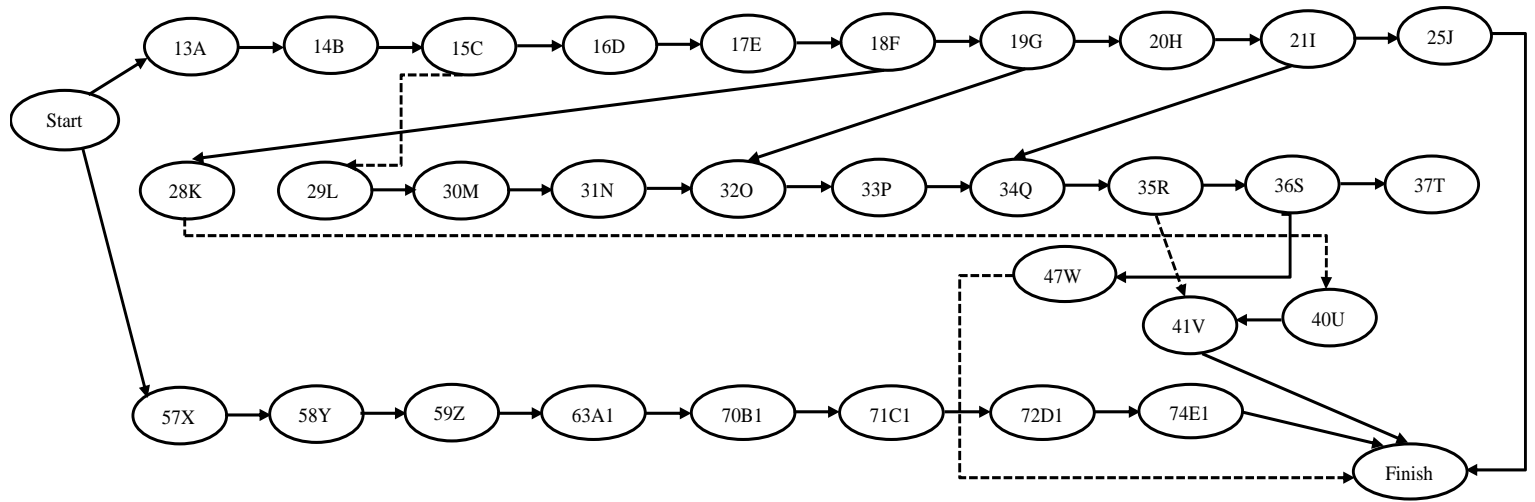 13A
14B
15C
16D
17E
18F
19G
20H
21I
25J
Start
28K
29L
30M
31N
32O
33P
34Q
35R
36S
37T
47W
41V
40U
57X
58Y
59Z
63A1
70B1
71C1
72D1
74E1
Finish